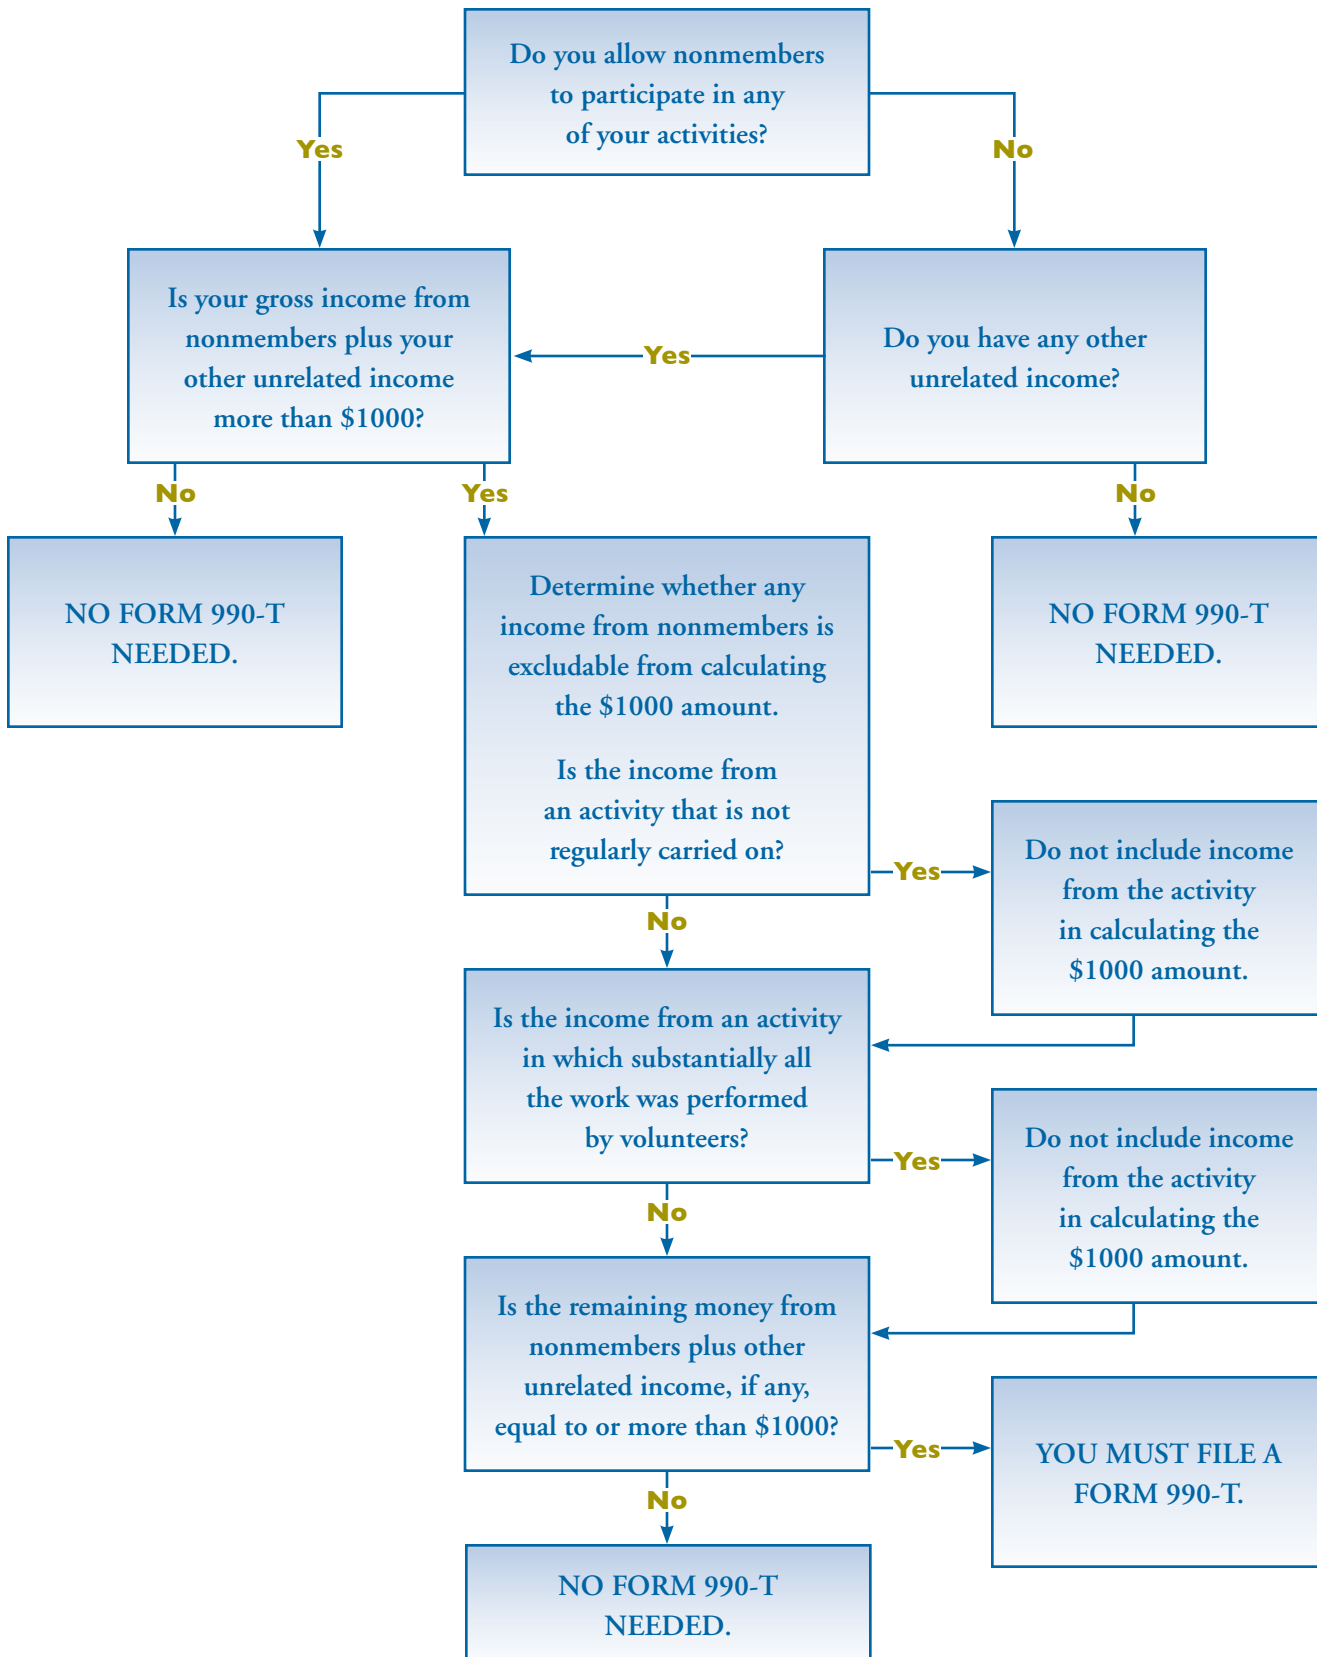 Do you allow nonmembers
to participate in any
of your activities?
Yes
No
Is your gross income from
nonmembers plus your
other unrelated income
more than $1000?
Yes
Do you have any other
unrelated income?
No
Yes
No
NO FORM 990-T
NEEDED.
Determine whether any
income from nonmembers is
excludable from calculating
the $1000 amount.
Is the income from
an activity that is not
regularly carried on?
NO FORM 990-T
NEEDED.
Yes
Do not include income
from the activity
in calculating the
$1000 amount.
No
Is the income from an activity
in which substantially all
the work was performed
by volunteers?
Yes
Do not include income
from the activity
in calculating the
$1000 amount.
No
Is the remaining money from
nonmembers plus other
unrelated income, if any,
equal to or more than $1000?
Yes
YOU MUST FILE A
FORM 990-T.
No
NO FORM 990-T
NEEDED.